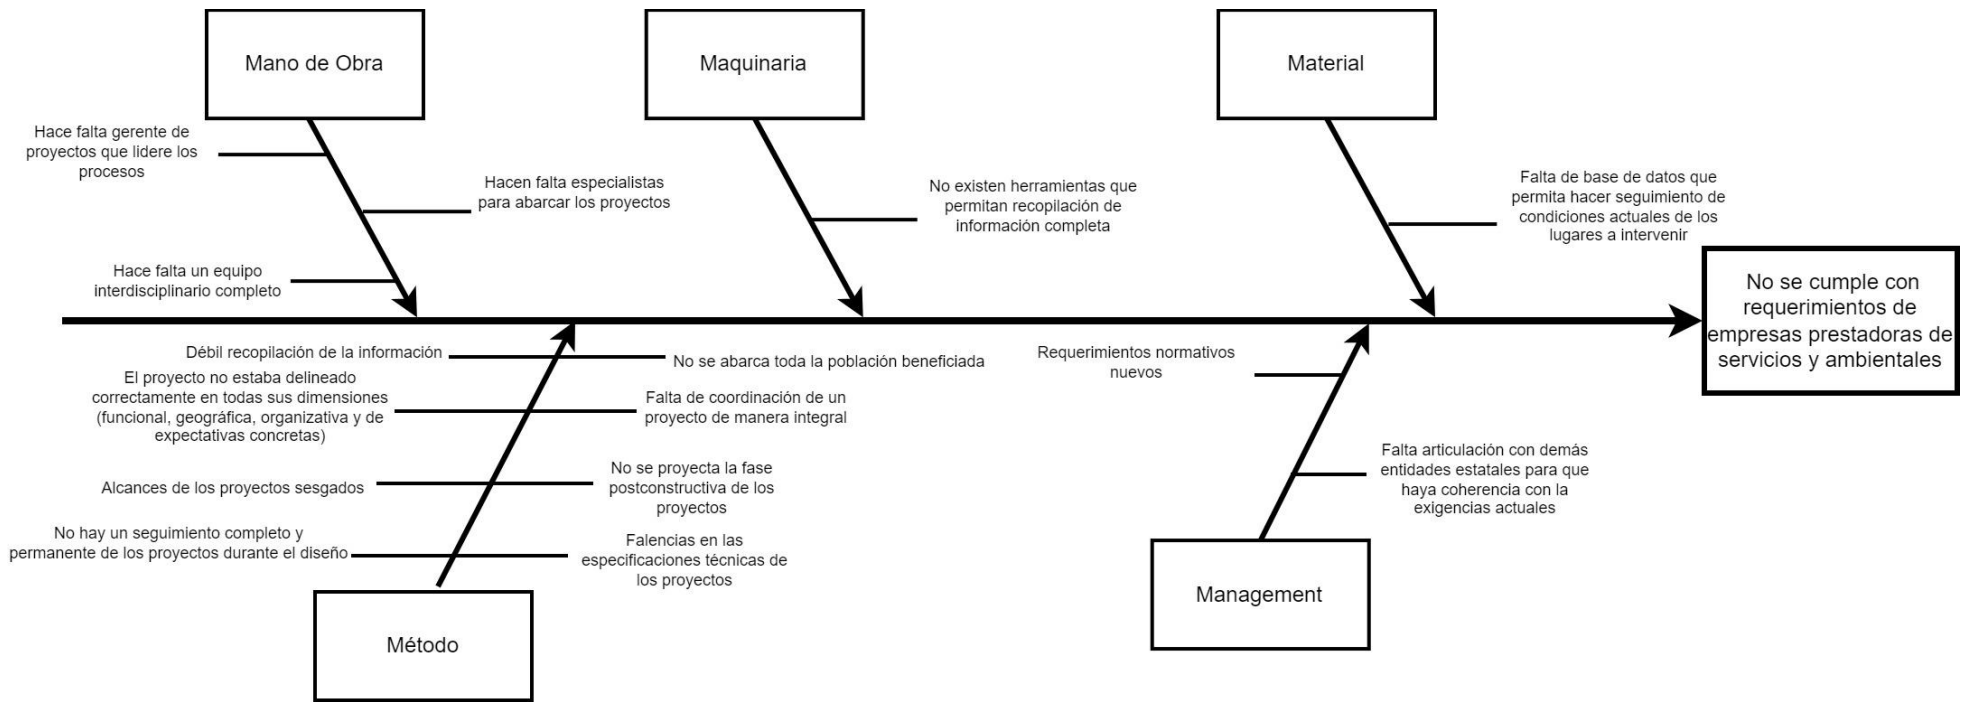 Mano de Obra
Maquinaria
Material
Hace falta gerente de
proyectos que lidere los
procesos
Hacen falta especialistas
para abarcar los proyectos
Hace falta un equipo
interdisciplinario completo
No existen herramientas que
permitan recopilación de
información completa
Falta de base de datos que
permita hacer seguimiento de
condiciones actuales de los
lugares a intervenir
No se cumple con
requerimientos de
empresas prestadoras de
servicios y ambientales
Débil recopilación de la información
No se abarca toda la población beneficiada
El proyecto no estaba delineado
correctamente en todas sus dimensiones
(funcional, geográfica, organizativa y de
expectativas concretas)
Falta de coordinación de un
proyecto de manera integral
Alcances de los proyectos sesgados
No se proyecta la fase
postconstructiva de los
proyectos
No hay un seguimiento completo y
permanente de los proyectos durante el diseño
Falencias en las
especificaciones técnicas de
los proyectos
Requerimientos normativos
nuevos
Falta articulación con demás
entidades estatales para que
haya coherencia con la
exigencias actuales
Método
Management